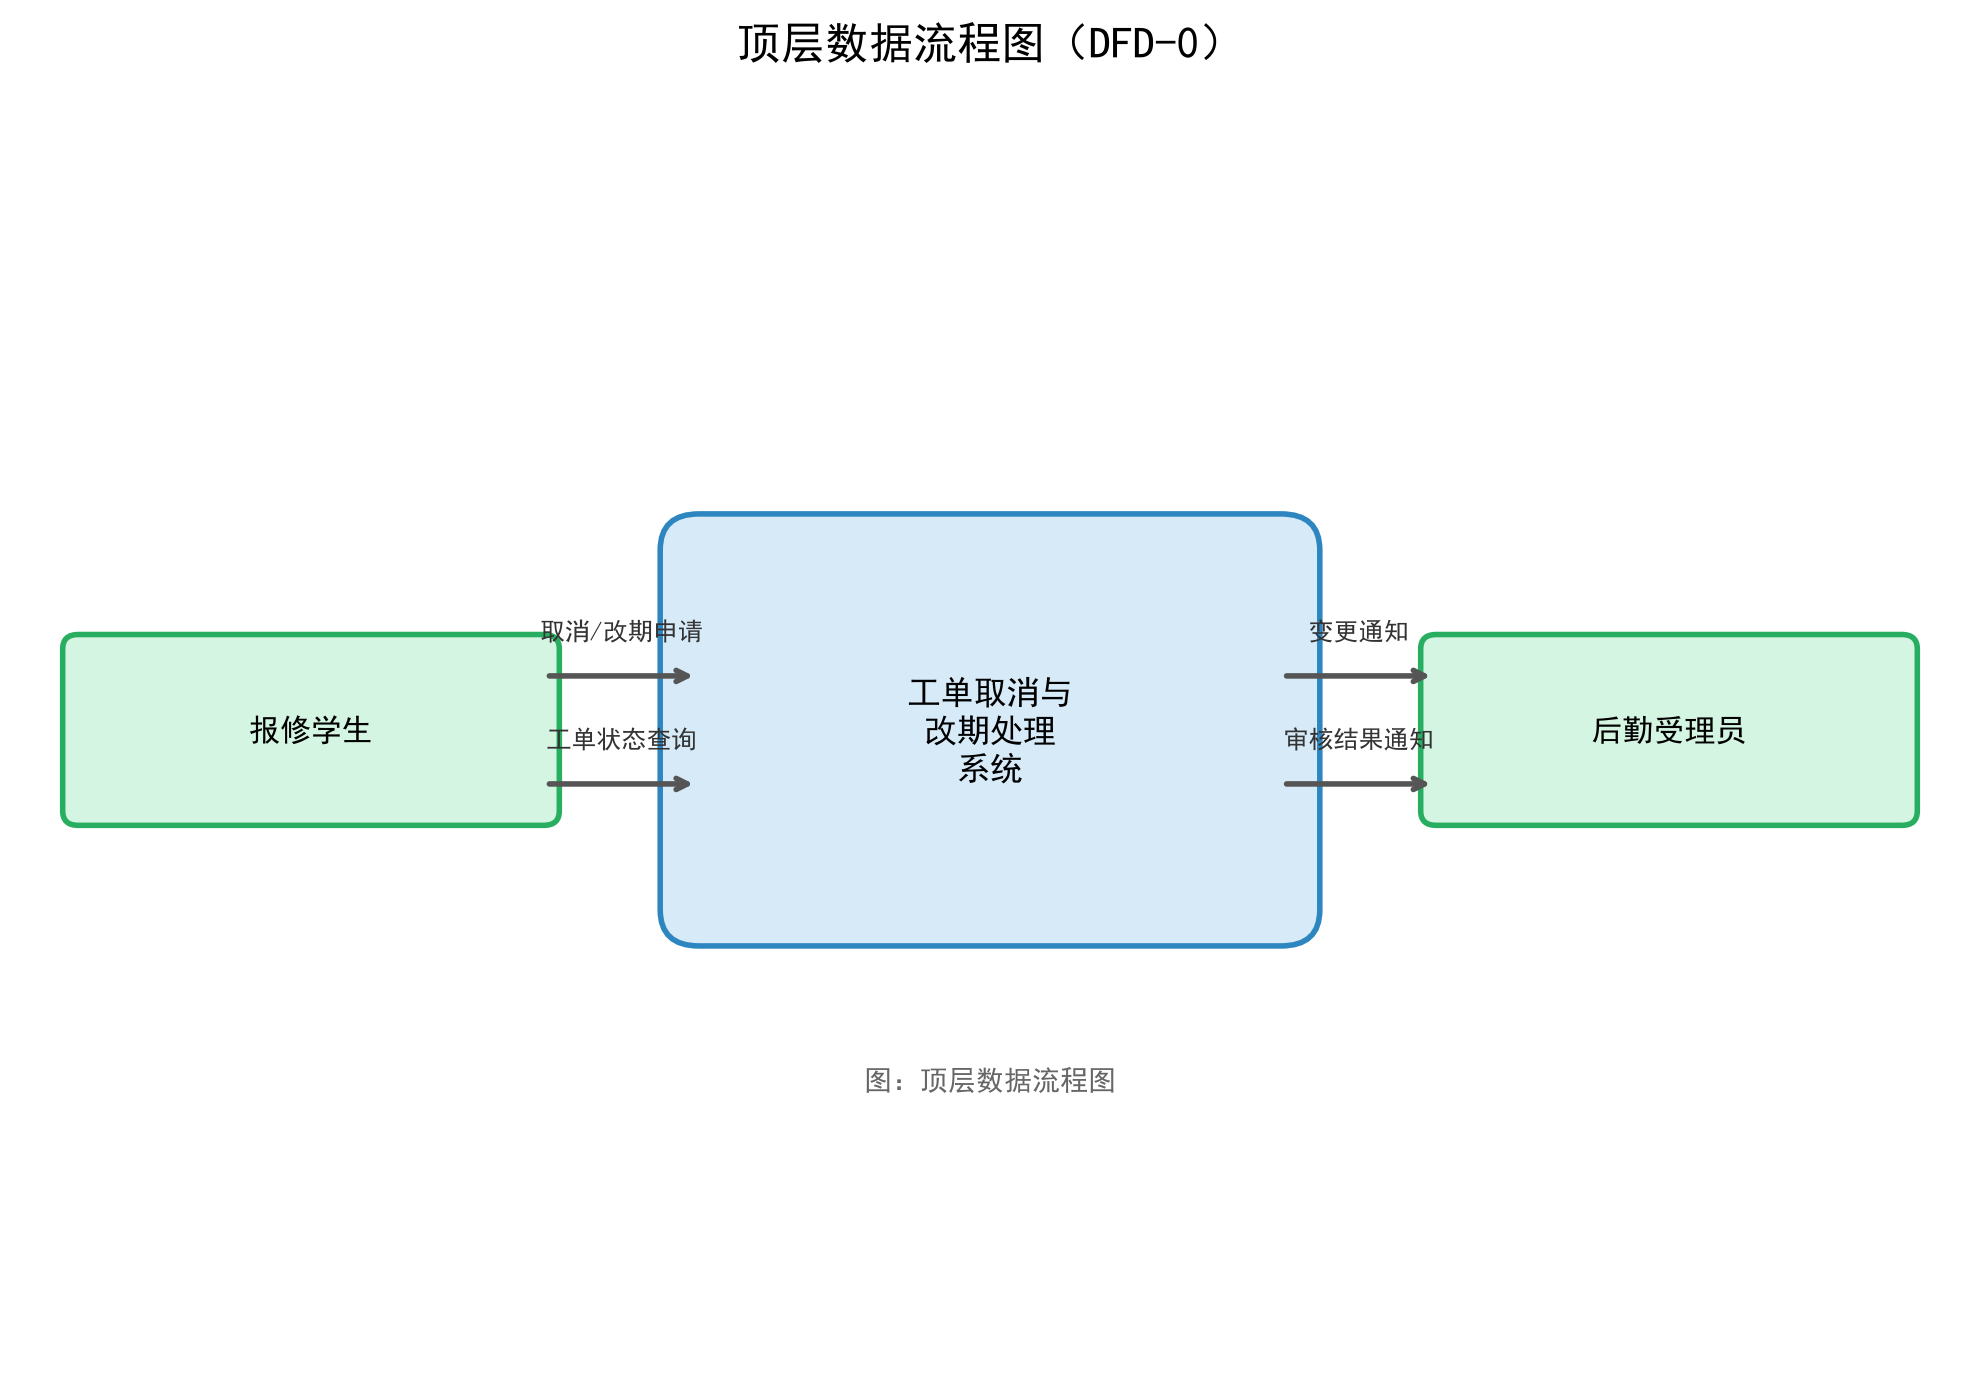 顶层数据流程图（DFD-0）
取消/改期申请
变更通知
报修学生
工单状态查询
工单取消与
改期处理
系统
审核结果通知
后勤受理员
图：顶层数据流程图